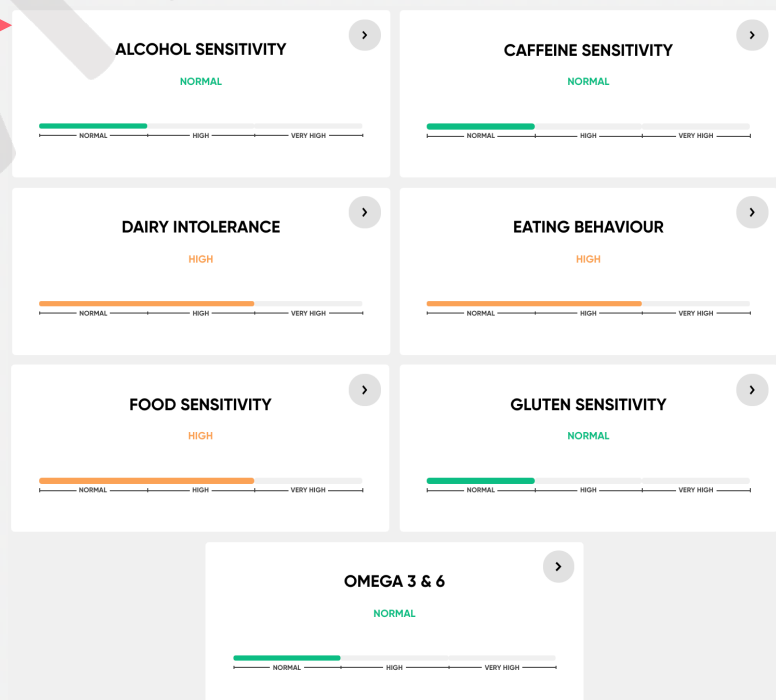 ALCOHOL SENSITIVITY
NORMAL
NORMAL HIGH VERY HIGH
CAFFEINE SENSITIVITY
NORMAL
NORMAL HIGH VERY HIGH
DAIRY INTOLERANCE
HIGH
NORMAL HIGH VERY HIGH
EATING BEHAVIOUR
HIGH
NORMAL HIGH VERY HIGH
FOOD SENSITIVITY
HIGH
NORMAL HIGH VERY HIGH
GLUTEN SENSITIVITY
NORMAL
NORMAL HIGH VERY HIGH
OMEGA 3 & 6
NORMAL
NORMAL HIGH VERY HIGH